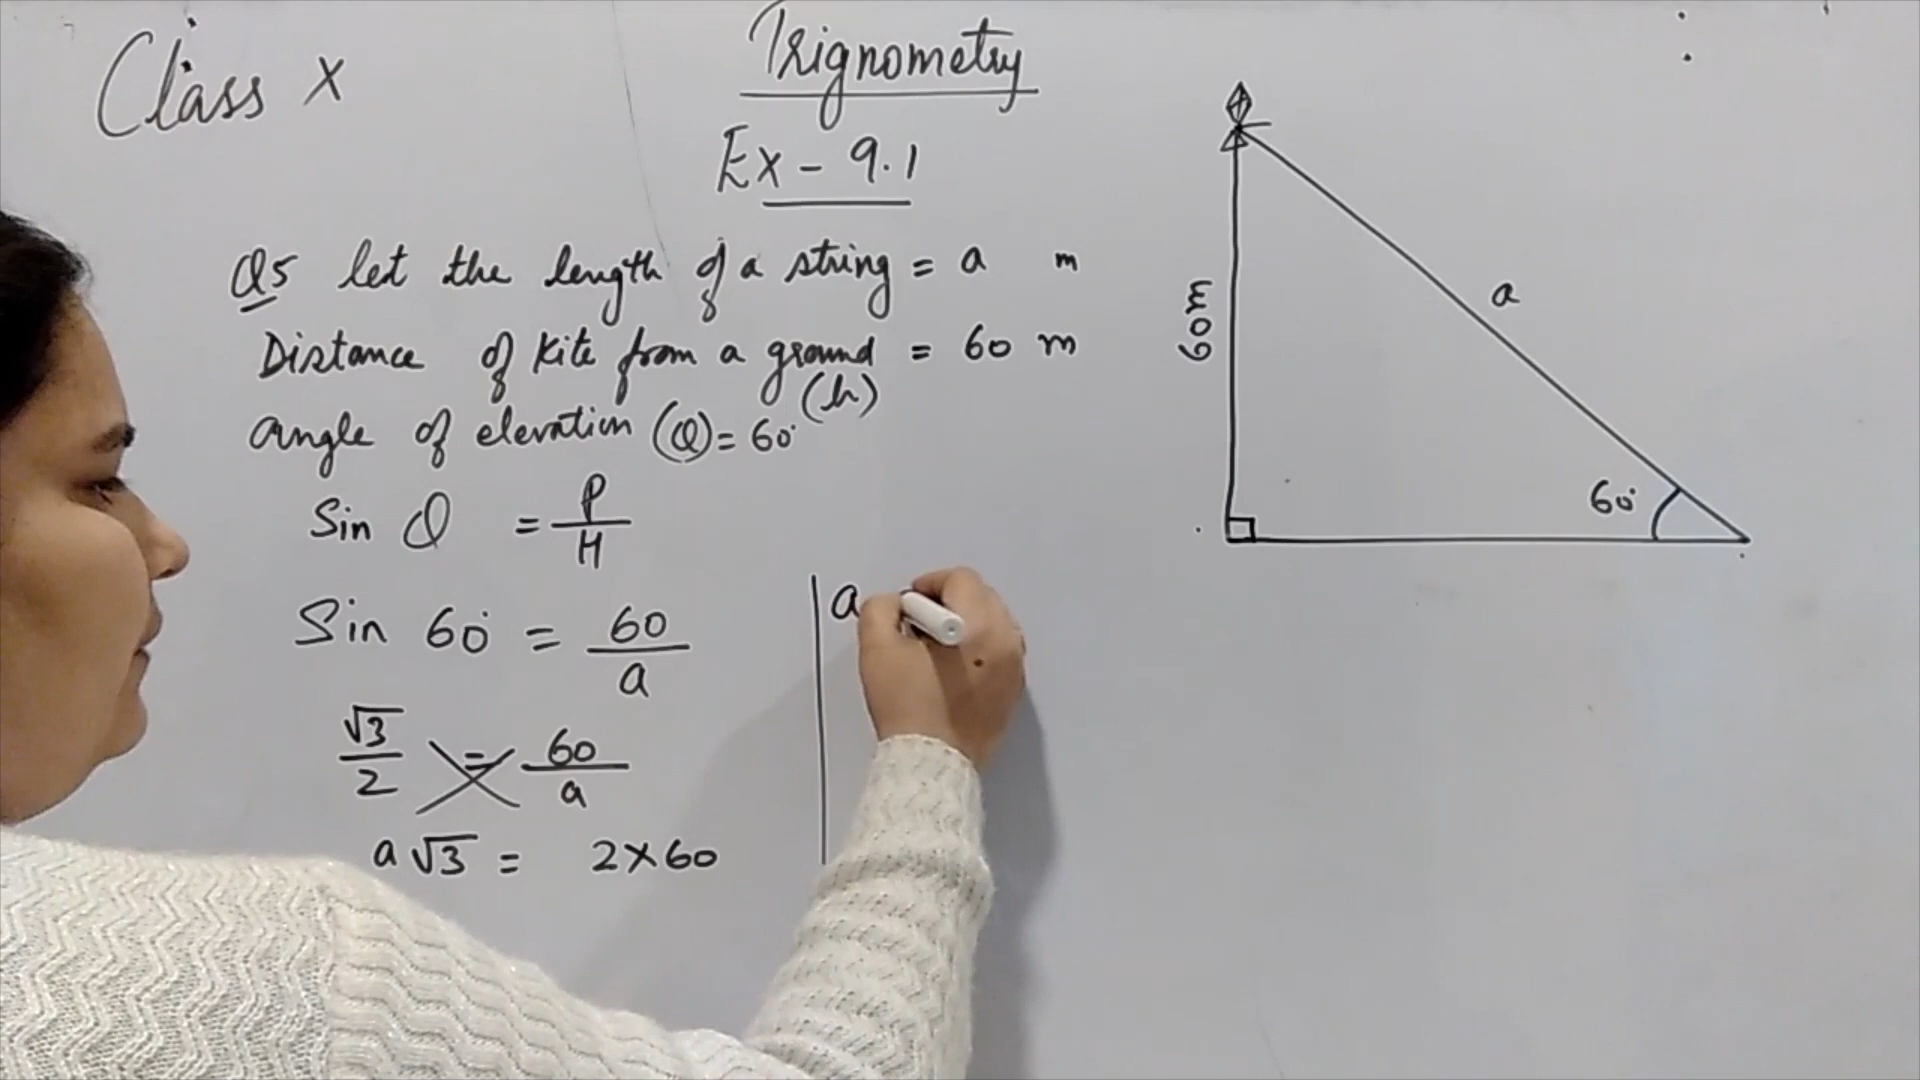 Class X
Trignometry
Ex - 9.1
Q5 let the length of a string = a m
Distance of kite from a ground = 60 m
(h)
angle of elevation (θ) = 60°
Sin θ = P/H
Sin 60° = 60/a
√3/2 = 60/a
a√3 = 2×60
a
60m
a
60°